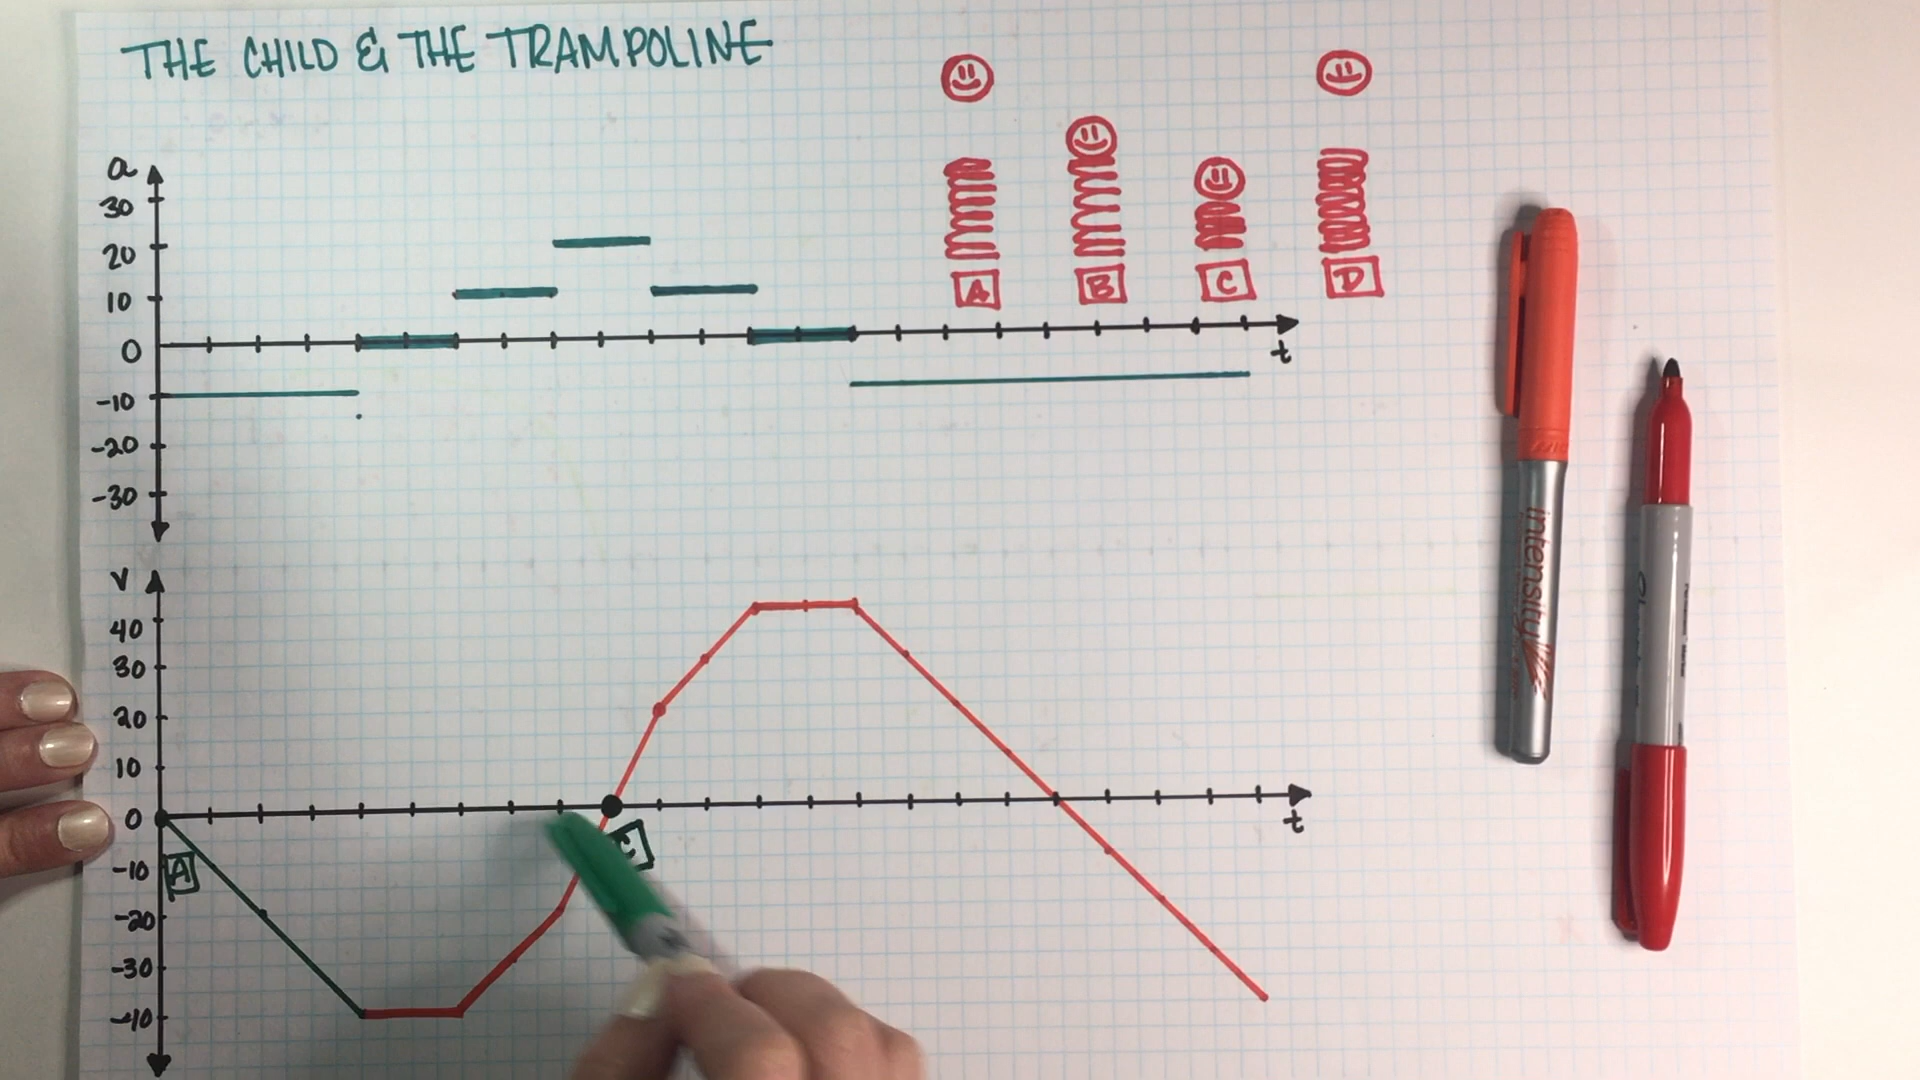 THE CHILD & THE TRAMPOLINE
a
30
20
10
0
-10
-20
-30
t
A
B
C
D
v
40
30
20
10
0
-10
-20
-30
-40
t
A
C
intensity